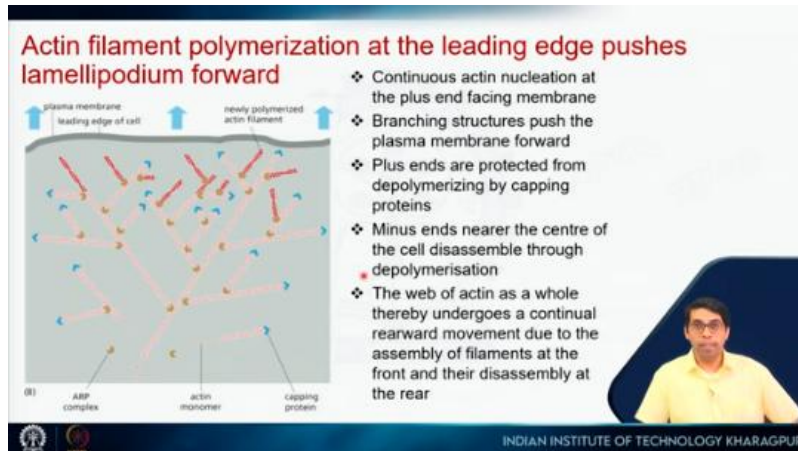 Actin filament polymerization at the leading edge pushes
lamellipodium forward
plasma membrane
leading edge of cell
newly polymerized
actin filament
(B)
ARP
complex
actin
monomer
capping
protein
❖ Continuous actin nucleation at
the plus end facing membrane
❖ Branching structures push the
plasma membrane forward
❖ Plus ends are protected from
depolymerizing by capping
proteins
❖ Minus ends nearer the centre of
the cell disassemble through
depolymerisation
❖ The web of actin as a whole
thereby undergoes a continual
rearward movement due to the
assembly of filaments at the
front and their disassembly at
the rear
INDIAN INSTITUTE OF TECHNOLOGY KHARAGPUR